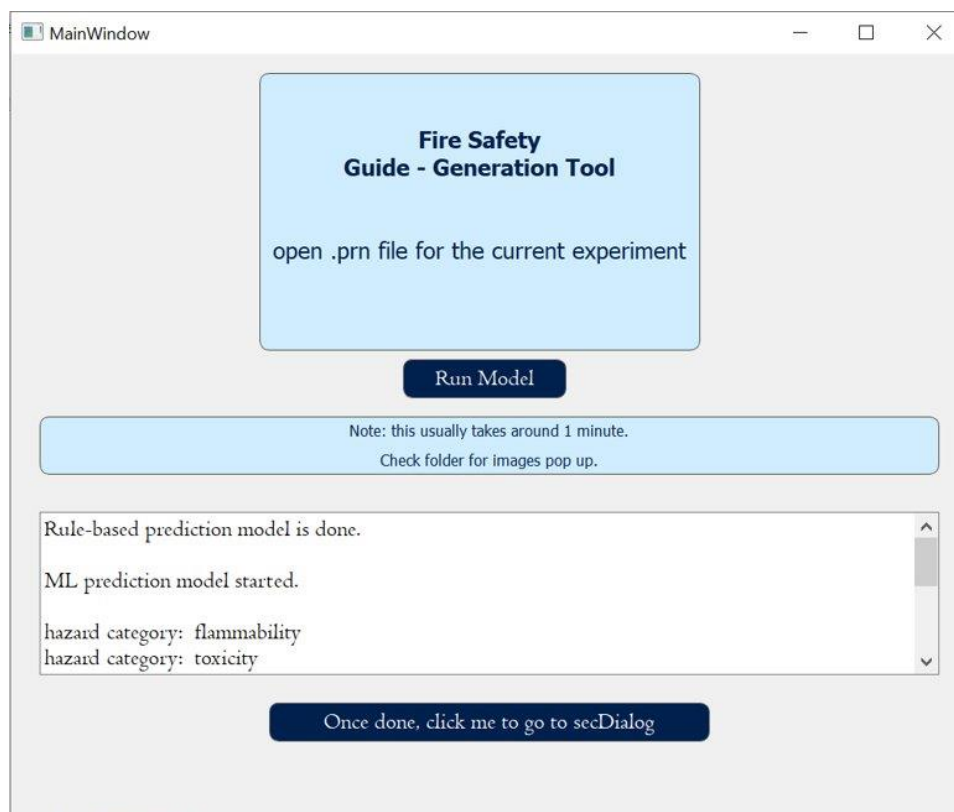 MainWindow
Fire Safety
Guide - Generation Tool
open .prn file for the current experiment
Run Model
Note: this usually takes around 1 minute.
Check folder for images pop up.
Rule-based prediction model is done.
ML prediction model started.
hazard category: flammability
hazard category: toxicity
Once done, click me to go to secDialog